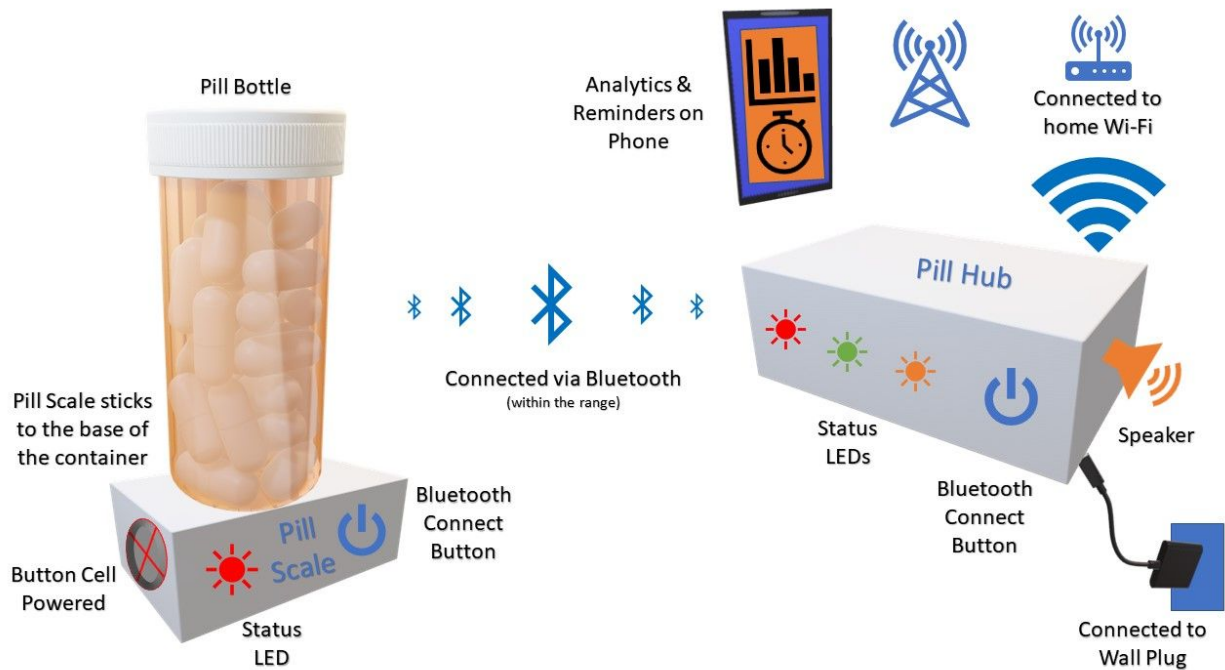 Pill Bottle
Analytics &
Reminders on
Phone
Connected to
home Wi-Fi
Pill Hub
Connected via Bluetooth
(within the range)
Pill Scale sticks
to the base of
the container
Status
LEDs
Speaker
Bluetooth
Connect
Button
Bluetooth
Connect
Button
Pill
Scale
Button Cell
Powered
Status
LED
Connected to
Wall Plug